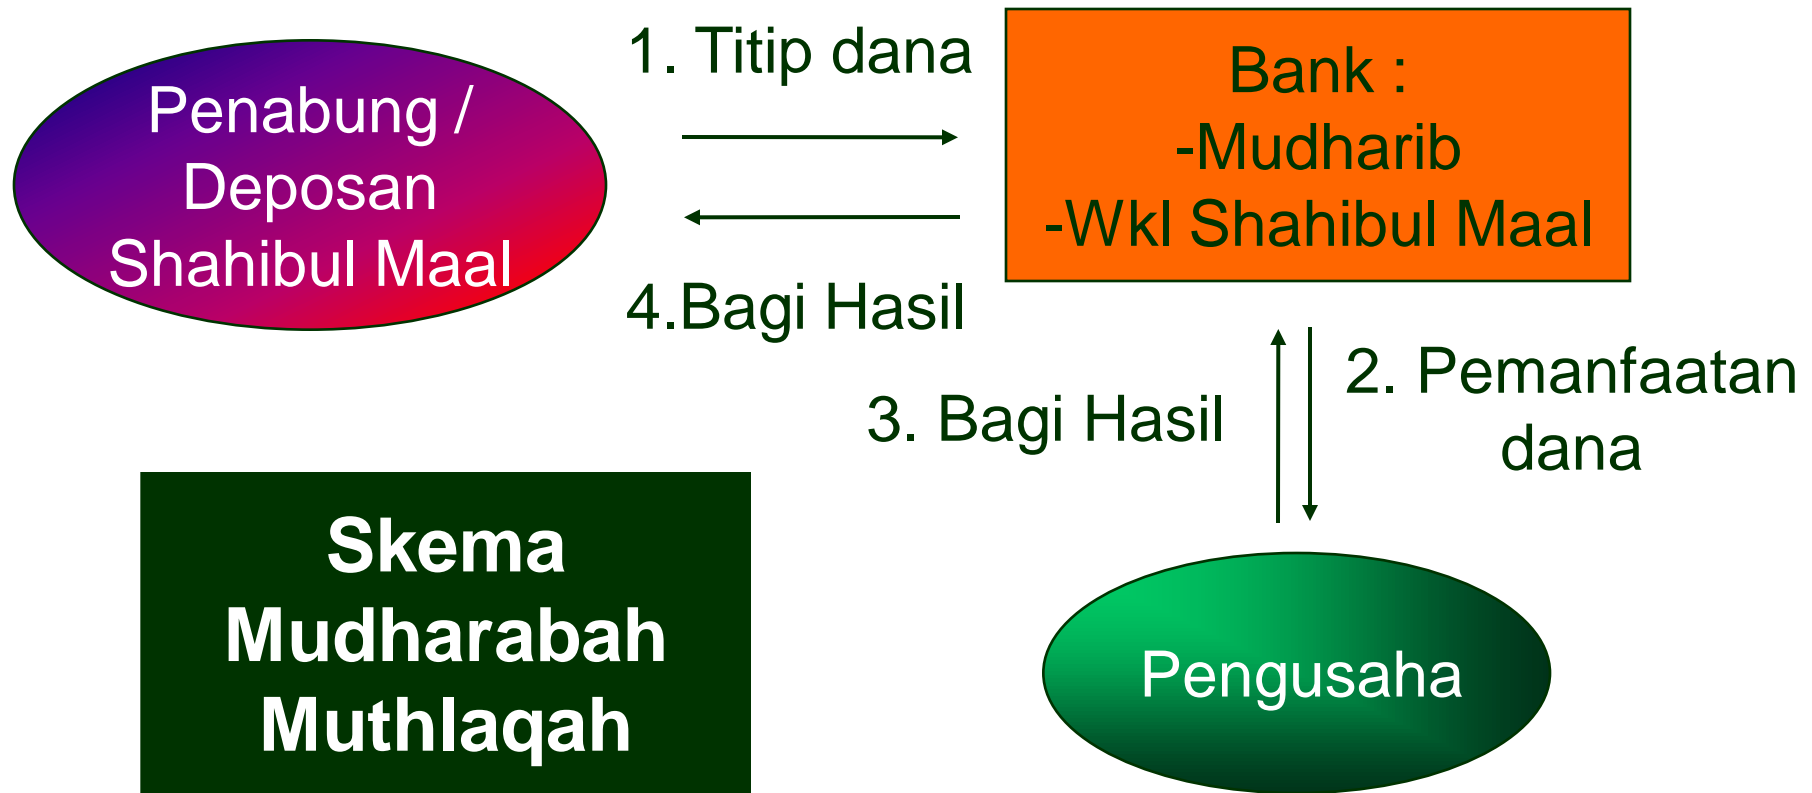 Penabung /
Deposan
Shahibul Maal
1. Titip dana
4.Bagi Hasil
Bank :
-Mudharib
-Wkl Shahibul Maal
2. Pemanfaatan
dana
3. Bagi Hasil
Skema
Mudharabah
Muthlaqah
Pengusaha